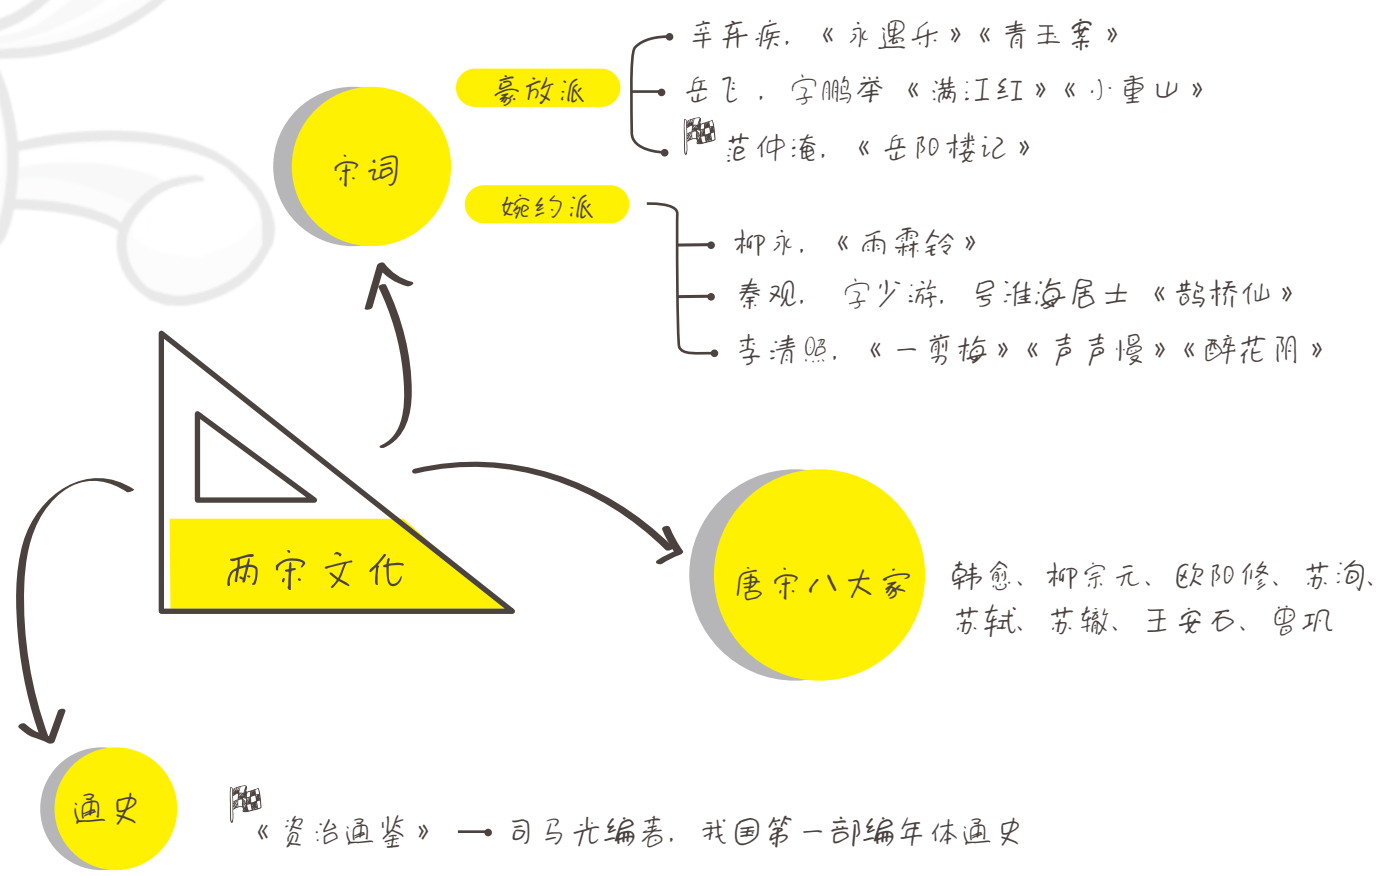 宋词
豪放派
辛弃疾，《永遇乐》《青玉案》
岳飞，字鹏举《满江红》《小重山》
范仲淹，《岳阳楼记》
婉约派
柳永，《雨霖铃》
秦观，字少游，号淮海居士《鹊桥仙》
李清照，《一剪梅》《声声慢》《醉花阴》
两宋文化
唐宋八大家
韩愈、柳宗元、欧阳修、苏洵、
苏轼、苏辙、王安石、曾巩
通史
《资治通鉴》
司马光编著，我国第一部编年体通史